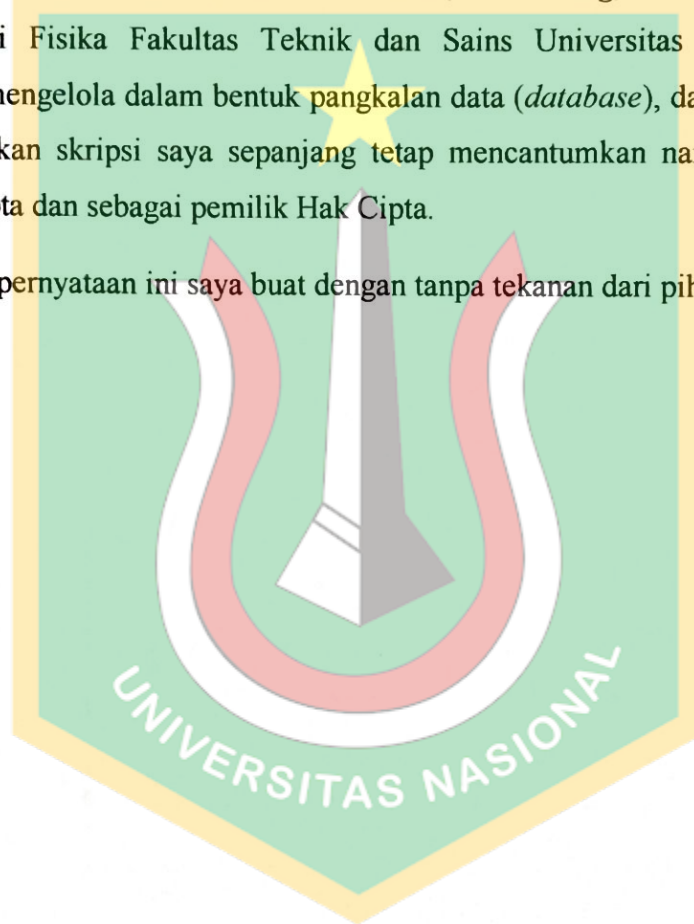 i Fisika Fakultas Teknik dan Sains Universitas
mengelola dalam bentuk pangkalan data (database), da
kan skripsi saya sepanjang tetap mencantumkan na
ta dan sebagai pemilik Hak Cipta.
pernyataan ini saya buat dengan tanpa tekanan dari pih
UNIVERSITAS NASIONAL